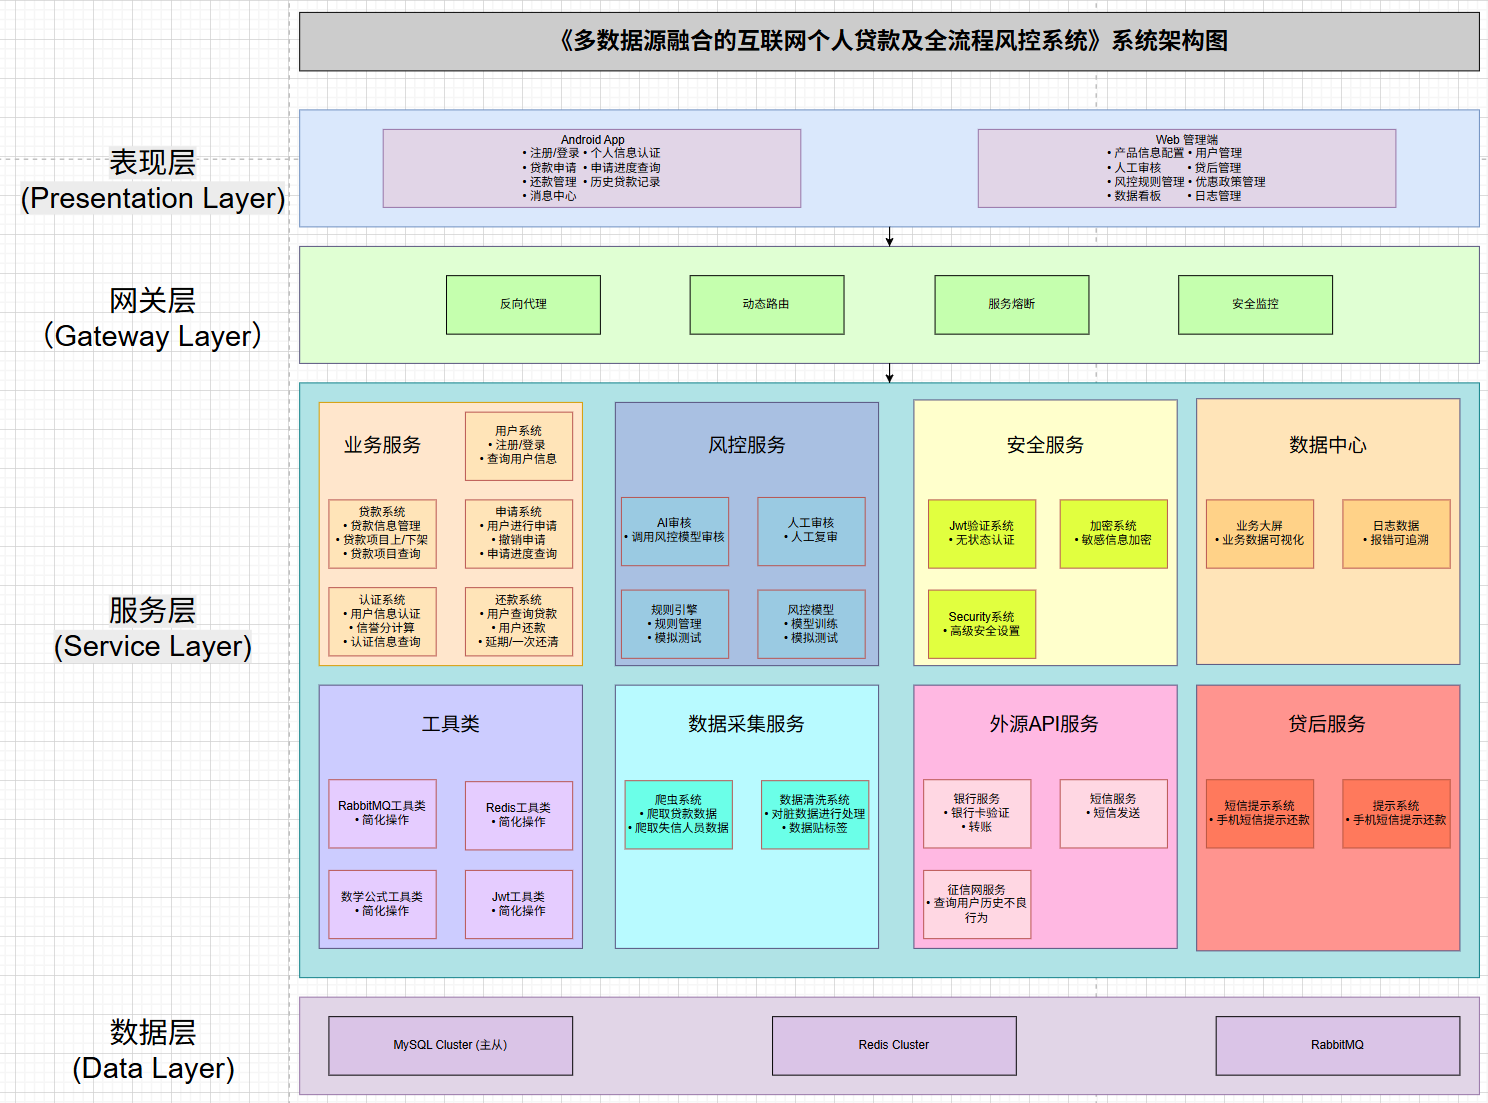 《多数据源融合的互联网个人贷款及全流程风控系统》系统架构图
表现层
(Presentation Layer)
Android App
• 注册/登录 • 个人信息认证
• 贷款申请 • 申请进度查询
• 还款管理 • 历史贷款记录
• 消息中心
Web 管理端
• 产品信息配置 • 用户管理
• 人工审核 • 贷后管理
• 风控规则管理 • 优惠政策管理
• 数据看板 • 日志管理
网关层
（Gateway Layer）
反向代理
动态路由
服务熔断
安全监控
服务层
(Service Layer)
业务服务
用户系统
• 注册/登录
• 查询用户信息
贷款系统
• 贷款信息管理
• 贷款项目上/下架
• 贷款项目查询
申请系统
• 用户进行申请
• 撤销申请
• 申请进度查询
认证系统
• 用户信息认证
• 信誉分计算
• 认证信息查询
还款系统
• 用户查询贷款
• 用户还款
• 延期/一次还清
风控服务
AI审核
• 调用风控模型审核
人工审核
• 人工复审
规则引擎
• 规则管理
• 模拟测试
风控模型
• 模型训练
• 模拟测试
安全服务
Jwt验证系统
• 无状态认证
加密系统
• 敏感信息加密
Security系统
• 高级安全设置
数据中心
业务大屏
• 业务数据可视化
日志数据
• 报错可追溯
工具类
RabbitMQ工具类
• 简化操作
Redis工具类
• 简化操作
数学公式工具类
• 简化操作
Jwt工具类
• 简化操作
数据采集服务
爬虫系统
• 爬取贷款数据
• 爬取失信人员数据
数据清洗系统
• 对脏数据进行处理
• 数据贴标签
外源API服务
银行服务
• 银行卡验证
• 转账
短信服务
• 短信发送
征信网服务
• 查询用户历史不良
行为
贷后服务
短信提示系统
• 手机短信提示还款
提示系统
• 手机短信提示还款
数据层
(Data Layer)
MySQL Cluster (主从)
Redis Cluster
RabbitMQ